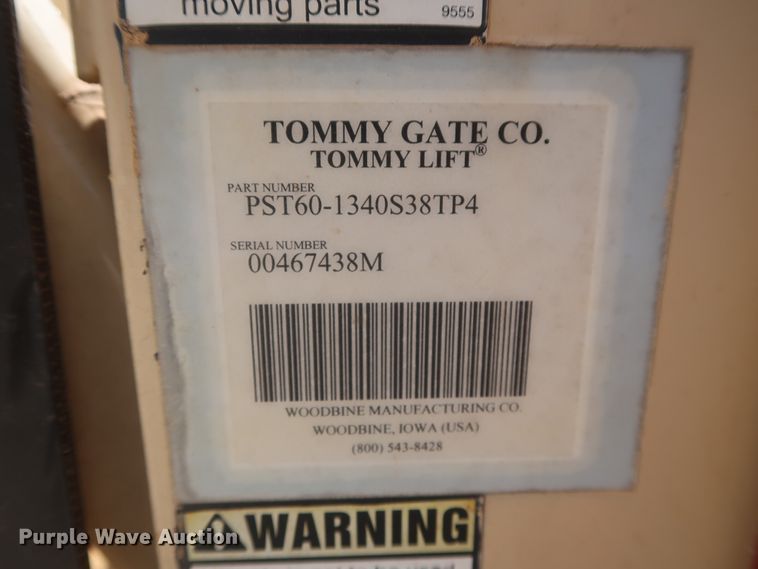 moving parts
9555
TOMMY GATE CO.
TOMMY LIFT®
PART NUMBER
PST60-1340S38TP4
SERIAL NUMBER
00467438M
WOODBINE MANUFACTURING CO.
WOODBINE, IOWA (USA)
(800) 543-8428
WARNING
Purple Wave Auction